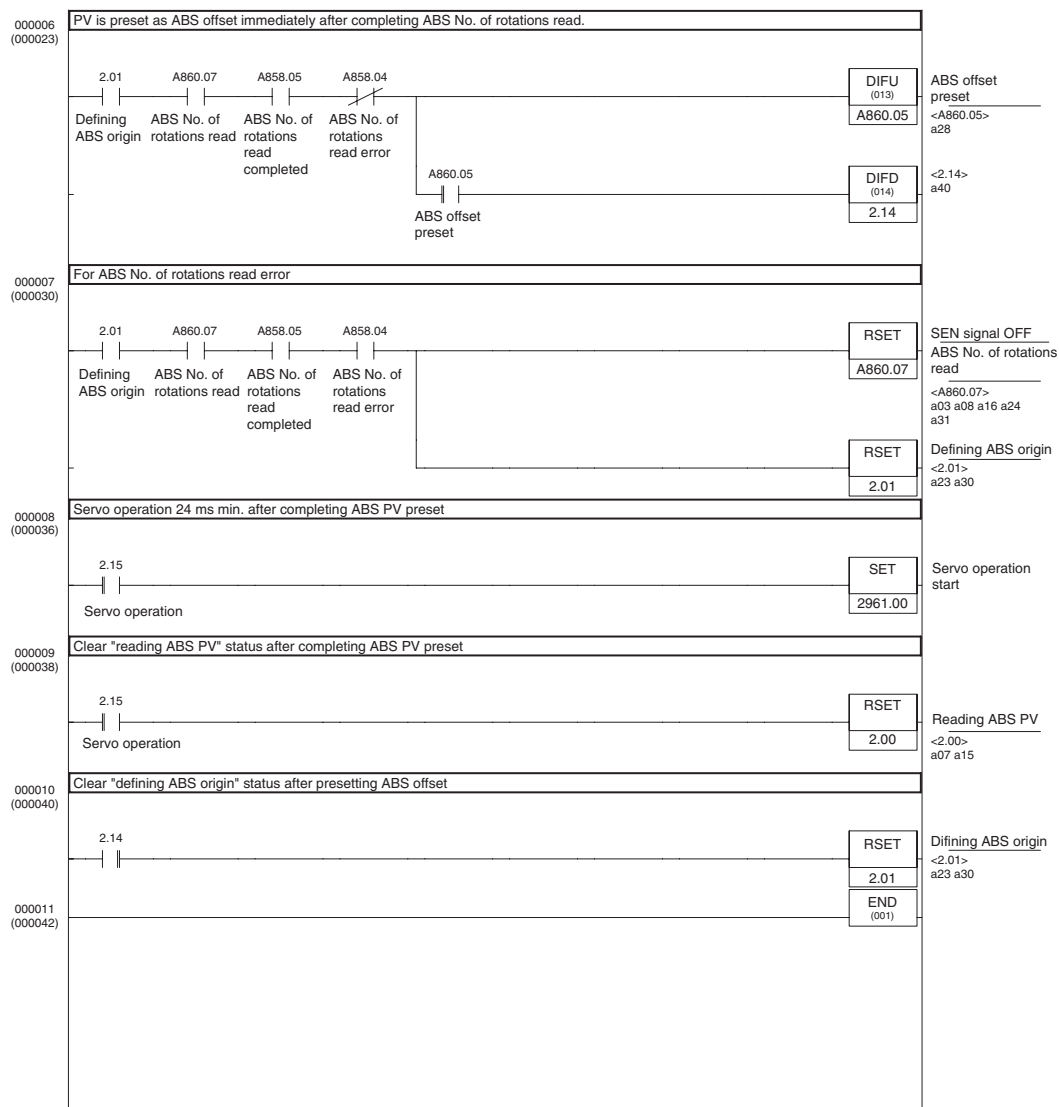 000006
(000023)
PV is preset as ABS offset immediately after completing ABS No. of rotations read.
2.01 A860.07 A858.05 A858.04
Defining
ABS origin
ABS No. of
rotations read
ABS No. of
rotations
read
completed
ABS No. of
rotations
read error
DIFU
(013)
A860.05
ABS offset
preset
<A860.05>
a28
A860.05
ABS offset
preset
DIFD
(014)
2.14
<2.14>
a40
000007
(000030)
For ABS No. of rotations read error
2.01 A860.07 A858.05 A858.04
Defining
ABS origin
ABS No. of
rotations read
ABS No. of
rotations
read
completed
ABS No. of
rotations
read error
RSET
A860.07
SEN signal OFF
ABS No. of rotations
read
<A860.07>
a03 a08 a16 a24
a31
RSET
2.01
Defining ABS origin
<2.01>
a23 a30
000008
(000036)
Servo operation 24 ms min. after completing ABS PV preset
2.15
Servo operation
SET
2961.00
Servo operation
start
000009
(000038)
Clear "reading ABS PV" status after completing ABS PV preset
2.15
Servo operation
RSET
2.00
Reading ABS PV
<2.00>
a07 a15
000010
(000040)
Clear "defining ABS origin" status after presetting ABS offset
2.14
RSET
2.01
Difining ABS origin
<2.01>
a23 a30
000011
(000042)
END
(001)